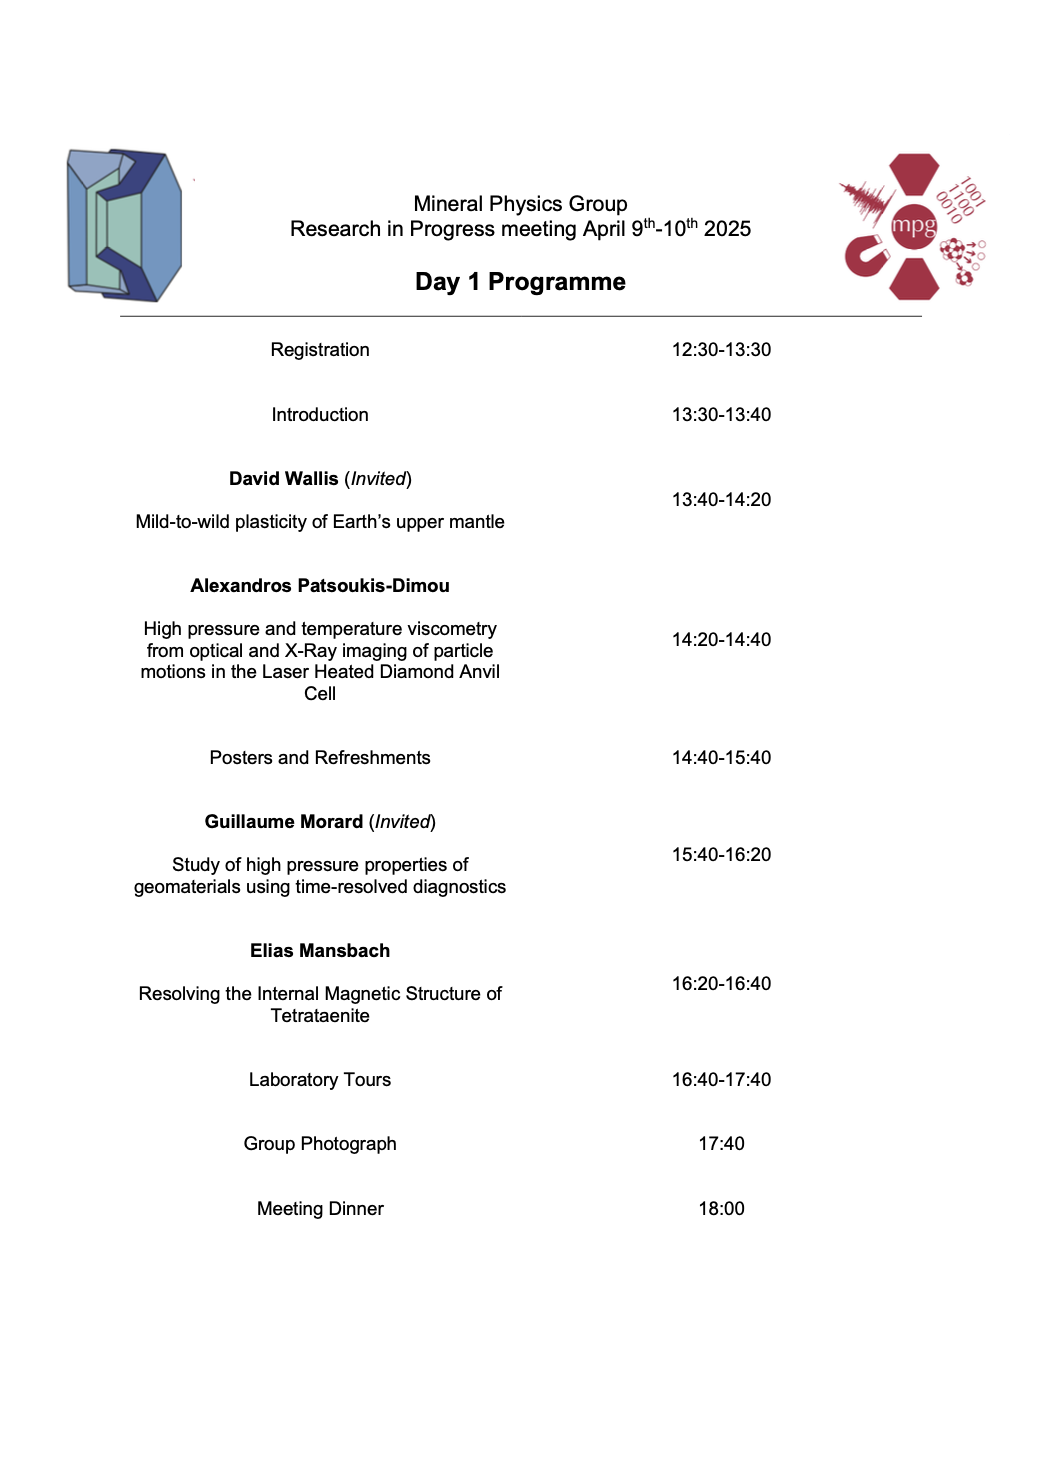 Mineral Physics Group
Research in Progress meeting April 9th-10th 2025
Day 1 Programme
mpg
1001
1100
0010
Registration 12:30-13:30
Introduction 13:30-13:40
David Wallis (Invited)
13:40-14:20
Mild-to-wild plasticity of Earth’s upper mantle
Alexandros Patsoukis-Dimou
High pressure and temperature viscometry
14:20-14:40
from optical and X-Ray imaging of particle
motions in the Laser Heated Diamond Anvil
Cell
Posters and Refreshments 14:40-15:40
Guillaume Morard (Invited)
15:40-16:20
Study of high pressure properties of
geomaterials using time-resolved diagnostics
Elias Mansbach
16:20-16:40
Resolving the Internal Magnetic Structure of
Tetrataenite
Laboratory Tours 16:40-17:40
Group Photograph 17:40
Meeting Dinner 18:00